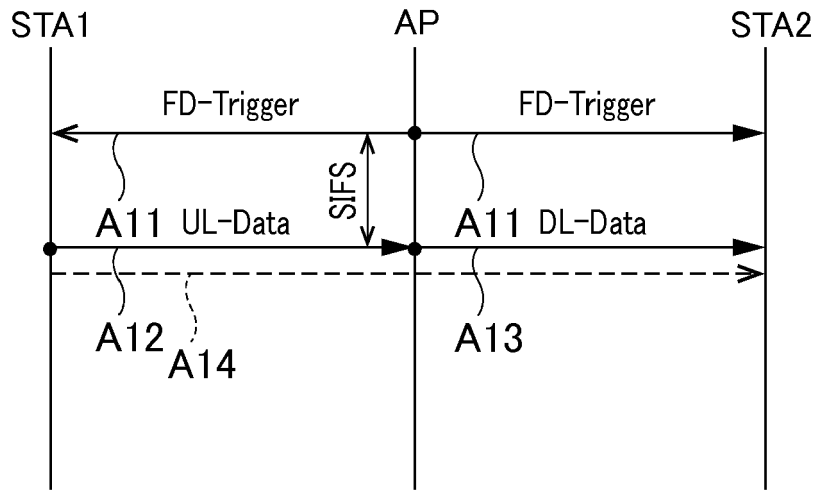 STA1 AP STA2
FD-Trigger FD-Trigger
SIFS
A11 UL-Data A11 DL-Data
A12 A13
A14